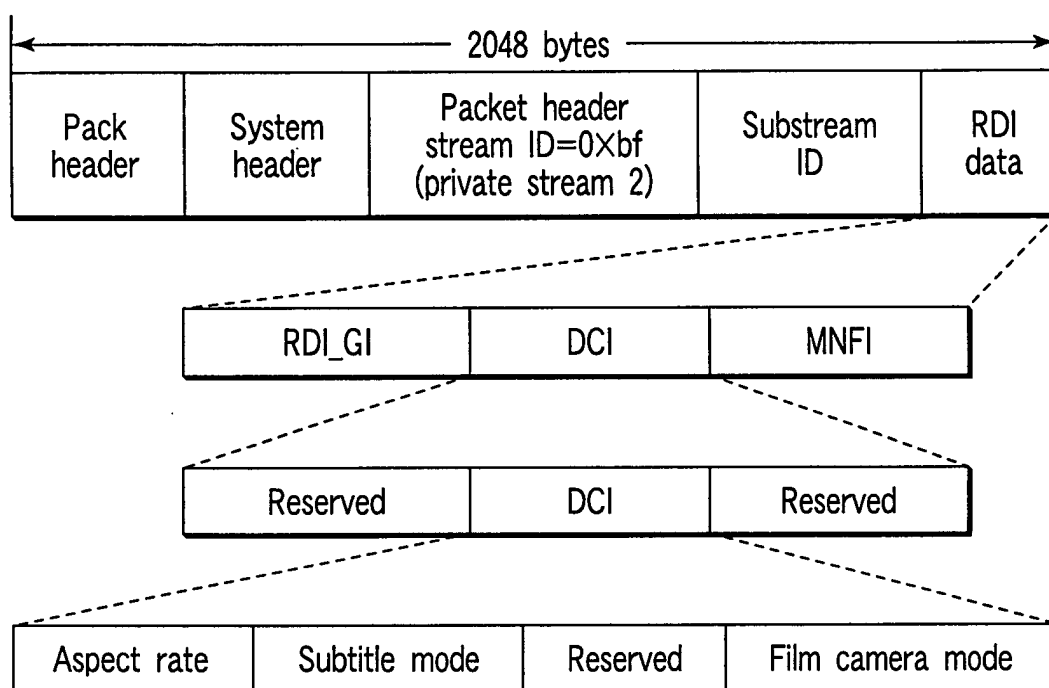 2048 bytes
Pack
header
System
header
Packet header
stream ID=0×bf
(private stream 2)
Substream
ID
RDI
data
RDI_GI
DCI
MNFI
Reserved
DCI
Reserved
Aspect rate
Subtitle mode
Reserved
Film camera mode